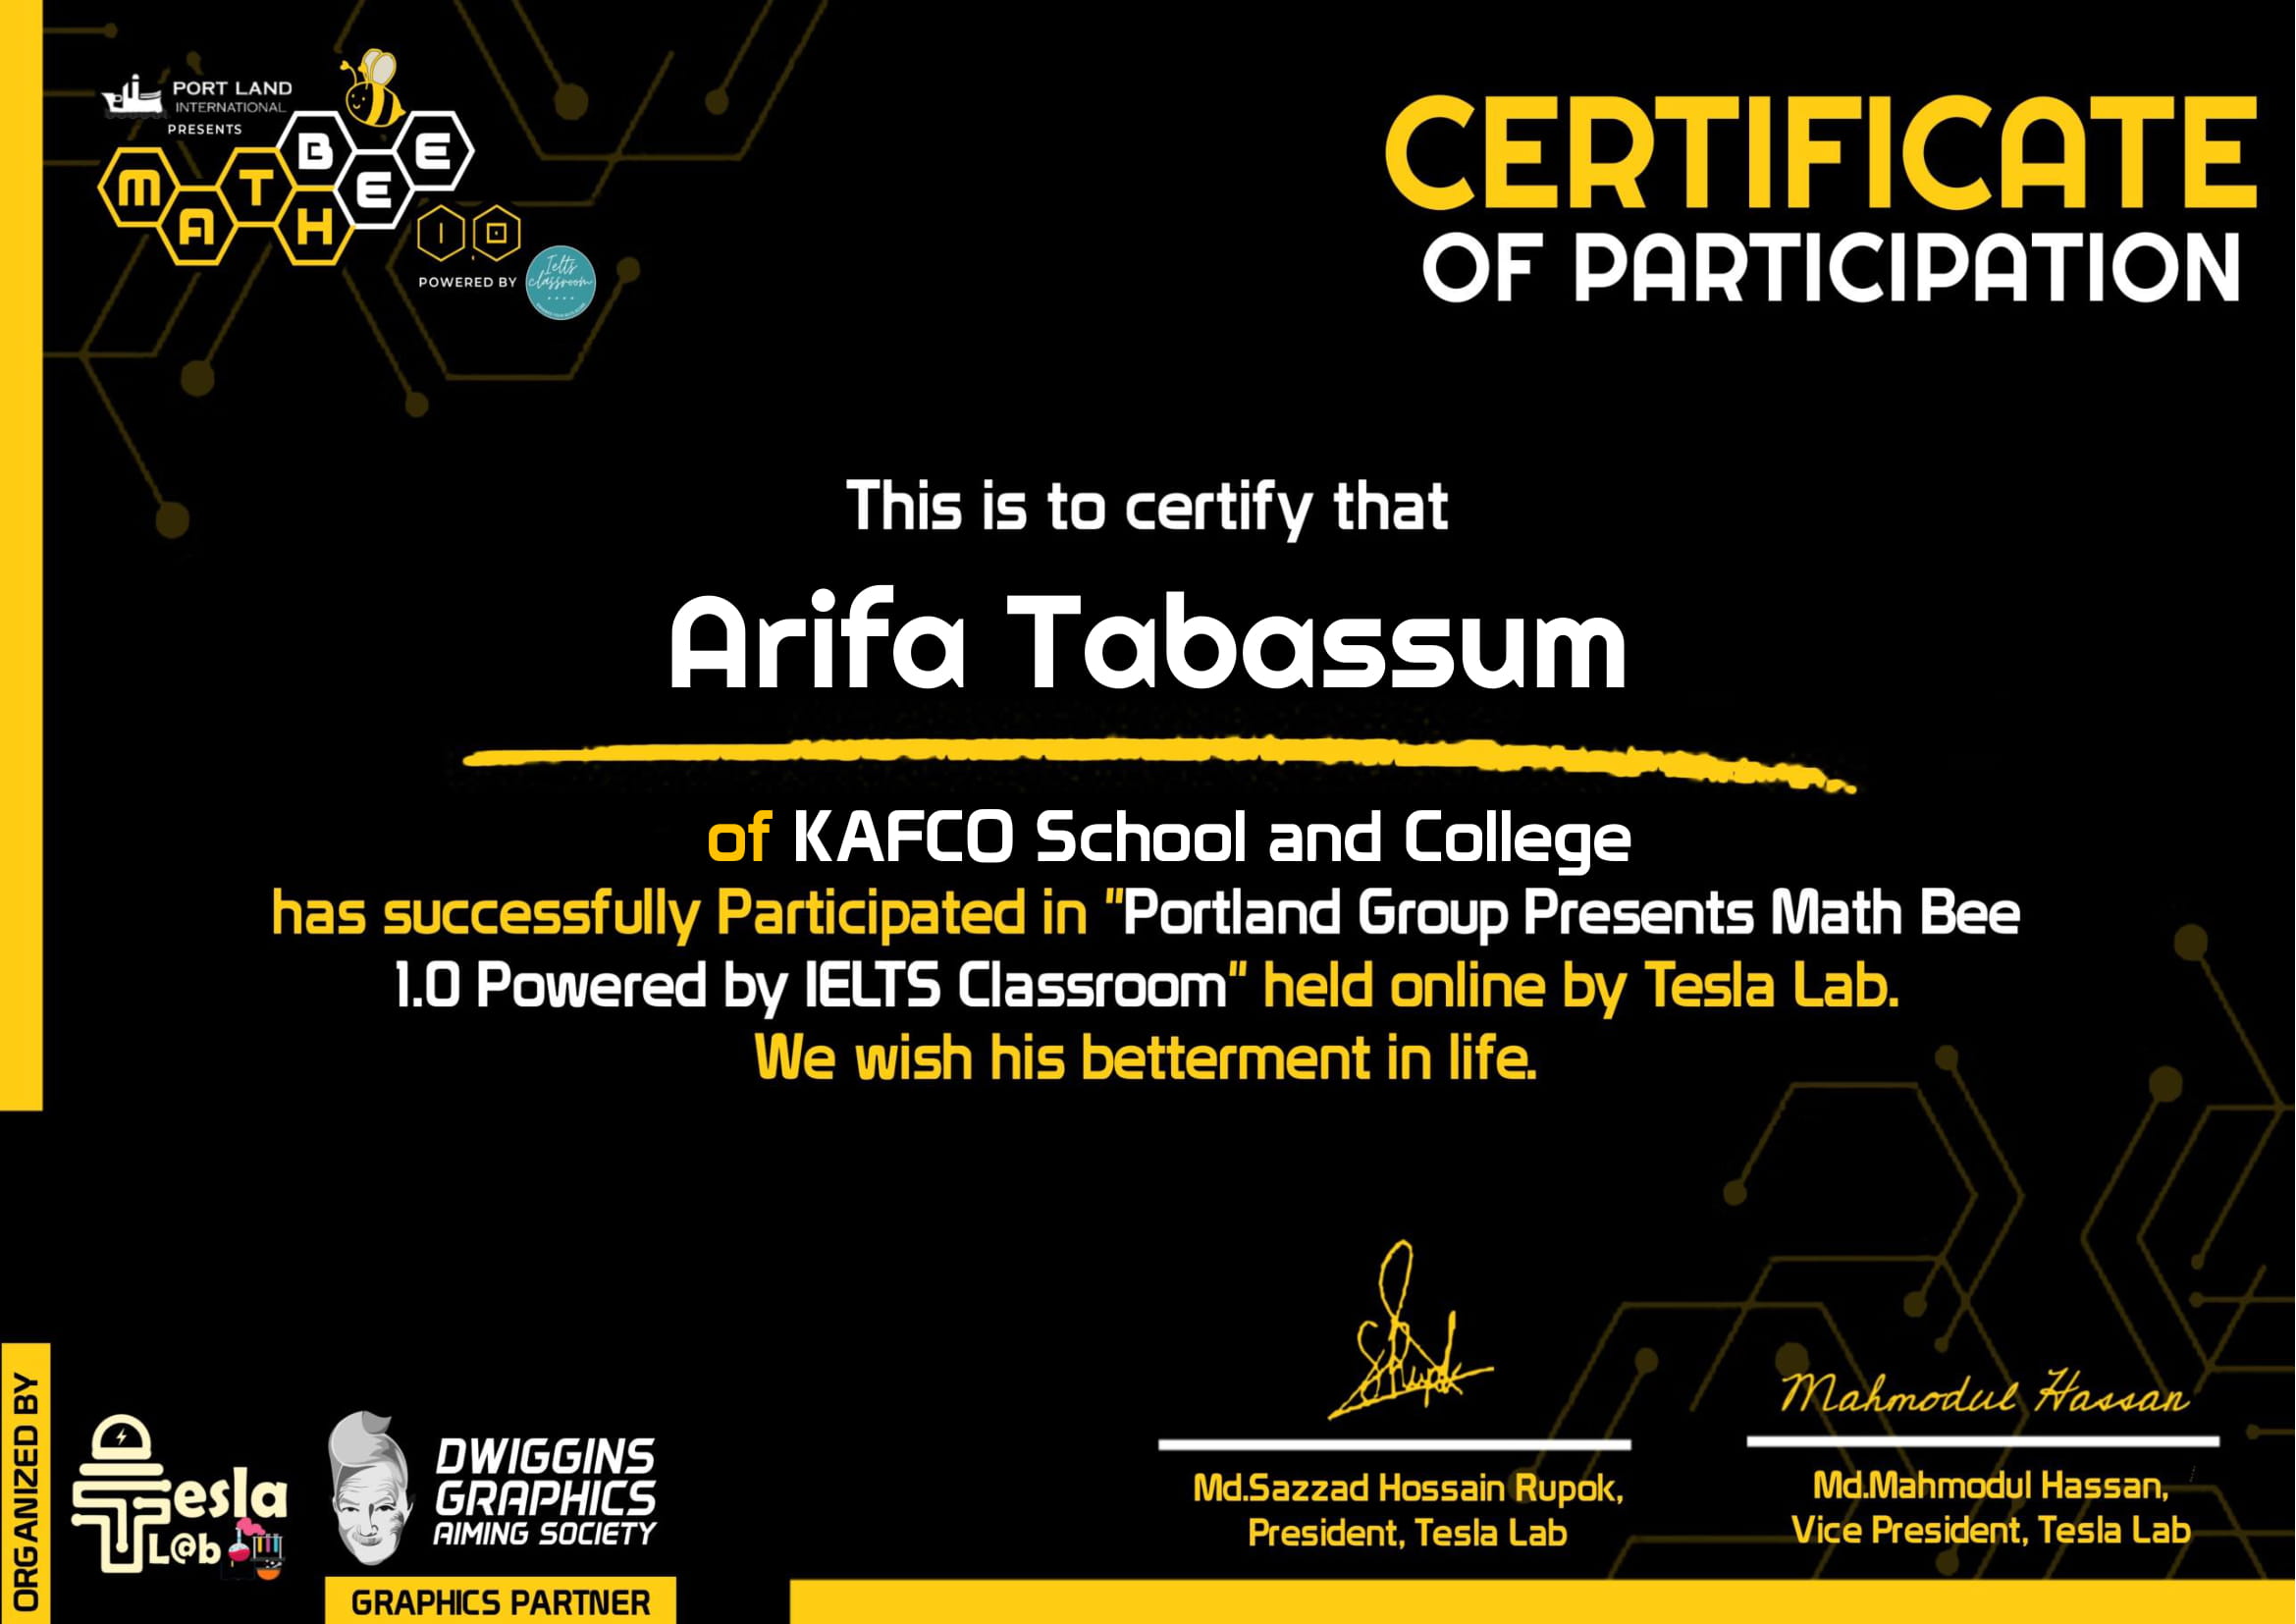 PORT LAND
INTERNATIONAL
PRESENTS
MATH BEE
1.0
POWERED BY
Ielts
classroom
CERTIFICATE
OF PARTICIPATION
This is to certify that
Arifa Tabassum
of KAFCO School and College
has successfully Participated in "Portland Group Presents Math Bee
1.0 Powered by IELTS Classroom" held online by Tesla Lab.
We wish his betterment in life.
ORGANIZED BY
Tesla
L@b
DWIGGINS
GRAPHICS
AIMING SOCIETY
GRAPHICS PARTNER
Rupok
Md.Sazzad Hossain Rupok,
President, Tesla Lab
Mahmodul Hassan
Md.Mahmodul Hassan,
Vice President, Tesla Lab